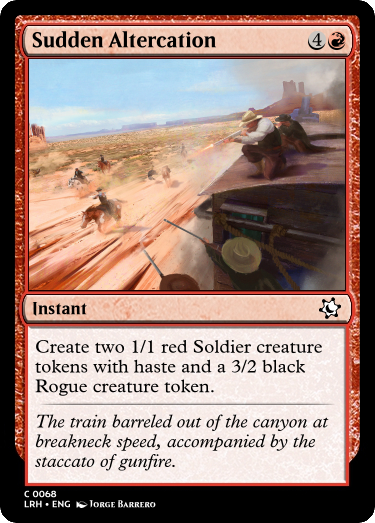 Sudden Altercation 4
Instant
Create two 1/1 red Soldier creature
tokens with haste and a 3/2 black
Rogue creature token.
The train barreled out of the canyon at
breakneck speed, accompanied by the
staccato of gunfire.
C 0068
LRH • ENG Jorge Barrero